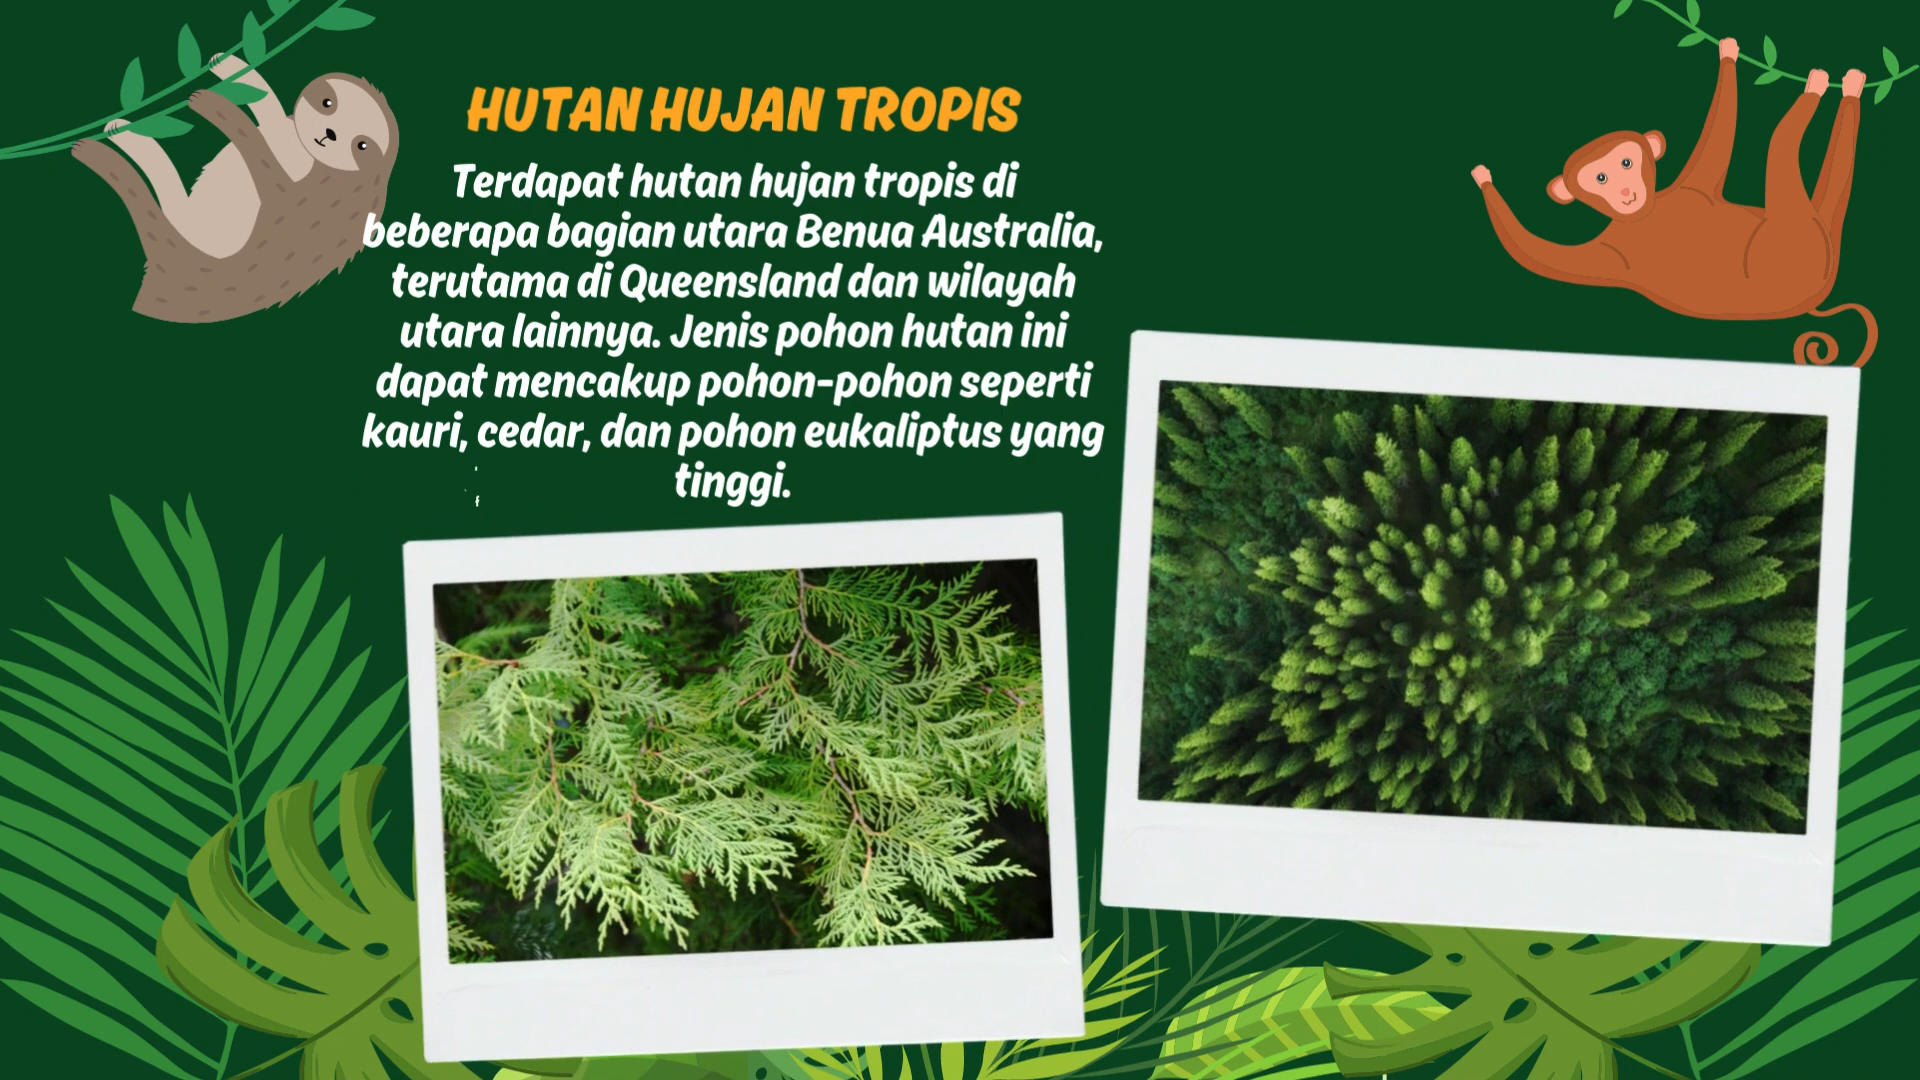 HUTAN HUJAN TROPIS
Terdapat hutan hujan tropis di
beberapa bagian utara Benua Australia,
terutama di Queensland dan wilayah
utara lainnya. Jenis pohon hutan ini
dapat mencakup pohon-pohon seperti
kauri, cedar, dan pohon eukaliptus yang
tinggi.